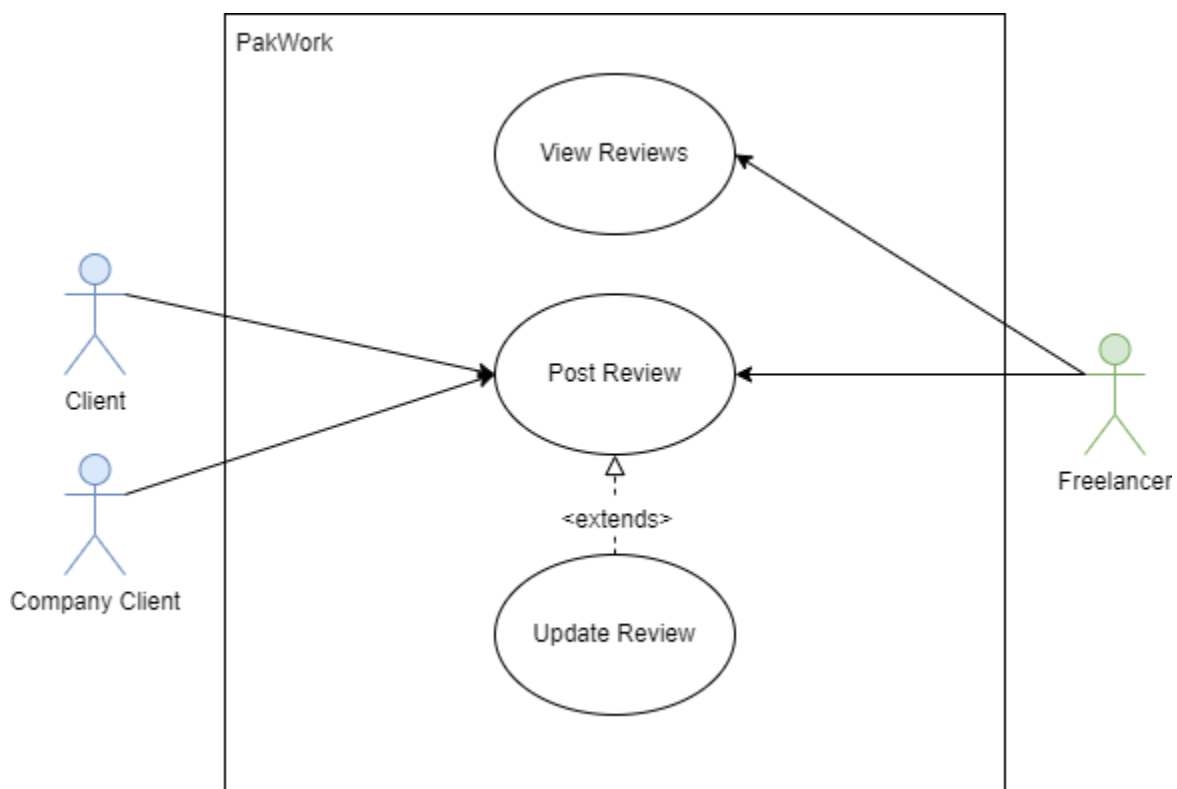 PakWork
View Reviews
Post Review
Client
Freelancer
<extends>
Company Client
Update Review